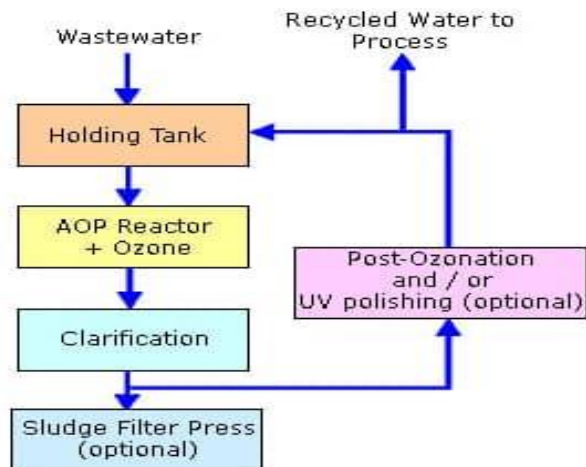 Wastewater
Recycled Water to
Process
Holding Tank
AOP Reactor
+ Ozone
Post-Ozonation
and / or
UV polishing (optional)
Clarification
Sludge Filter Press
(optional)